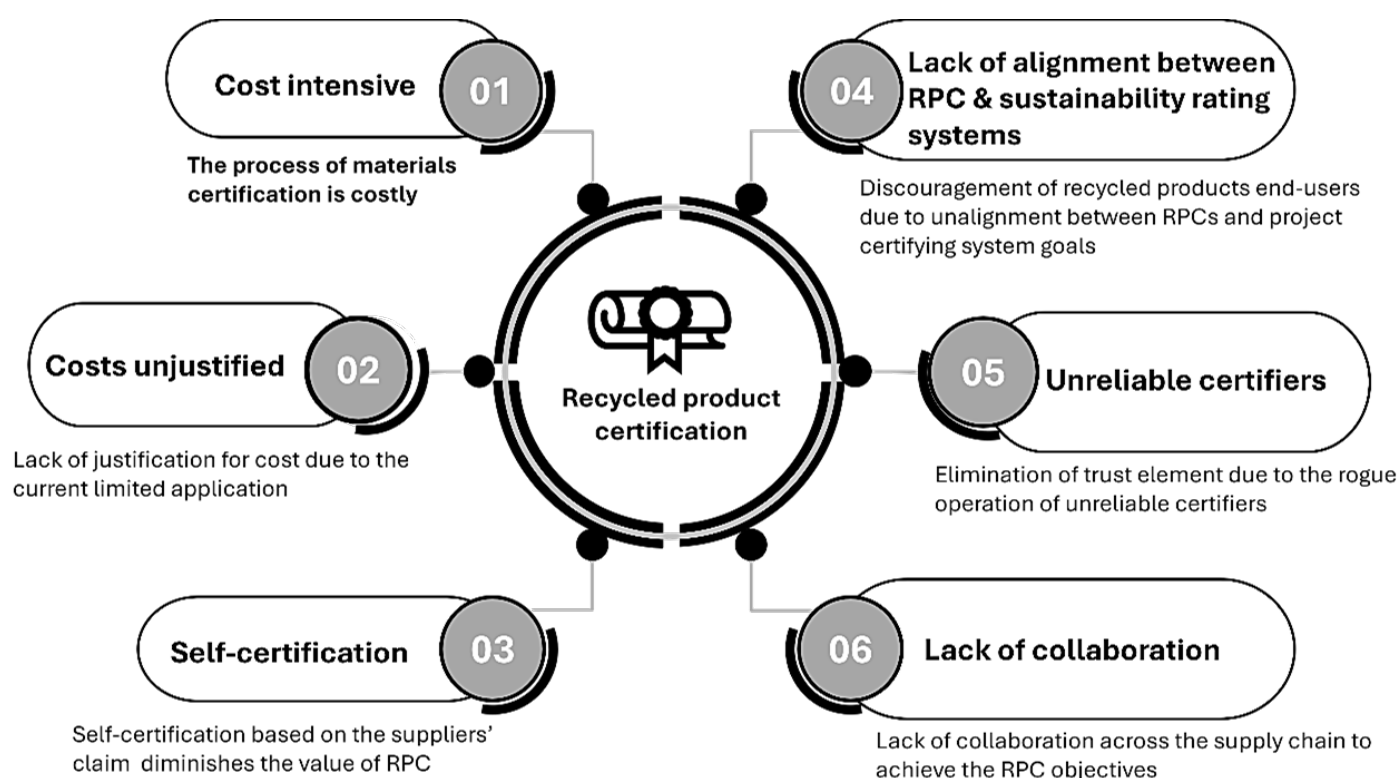 01
Cost intensive
The process of materials
certification is costly
02
Costs unjustified
Lack of justification for cost due to the
current limited application
03
Self-certification
Self-certification based on the suppliers'
claim  diminishes the value of RPC
Recycled product
certification
04
Lack of alignment between
RPC & sustainability rating
systems
Discouragement of recycled products end-users
due to unalignment between RPCs and project
certifying system goals
05
Unreliable certifiers
Elimination of trust element due to the rogue
operation of unreliable certifiers
06
Lack of collaboration
Lack of collaboration across the supply chain to
achieve the RPC objectives